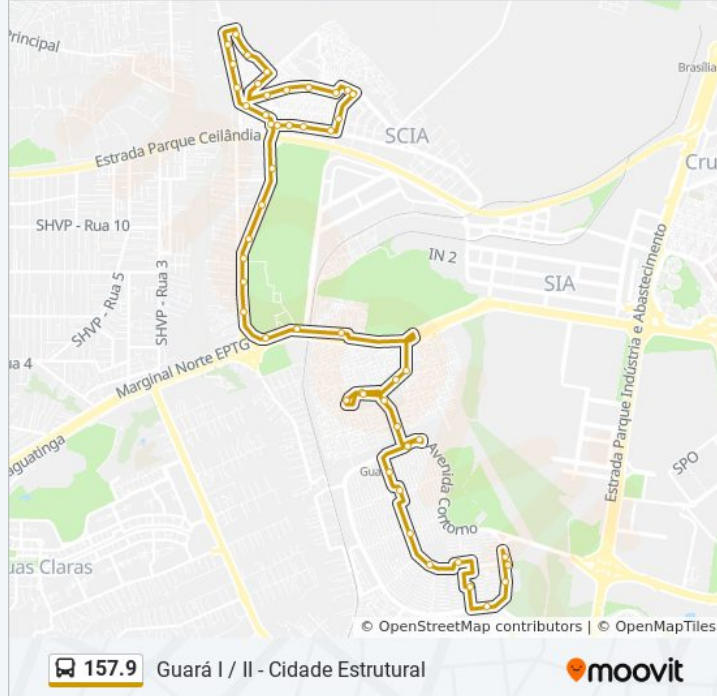 Principal
Brasília
Estrada Parque Ceilândia
SCIA
Cru
SHVP - Rua 10
IN 2
SIA
SHVP - Rua 5
SHVP - Rua 3
Estrada Parque Indústria e Abastecimento
ua 4
Marginal Norte EPTG
aguatinga
Gua
Avenida Contorno
SPO
uas Claras
© OpenStreetMap contributors | © OpenMapTiles
157.9 Guará I / II - Cidade Estrutural
moovit